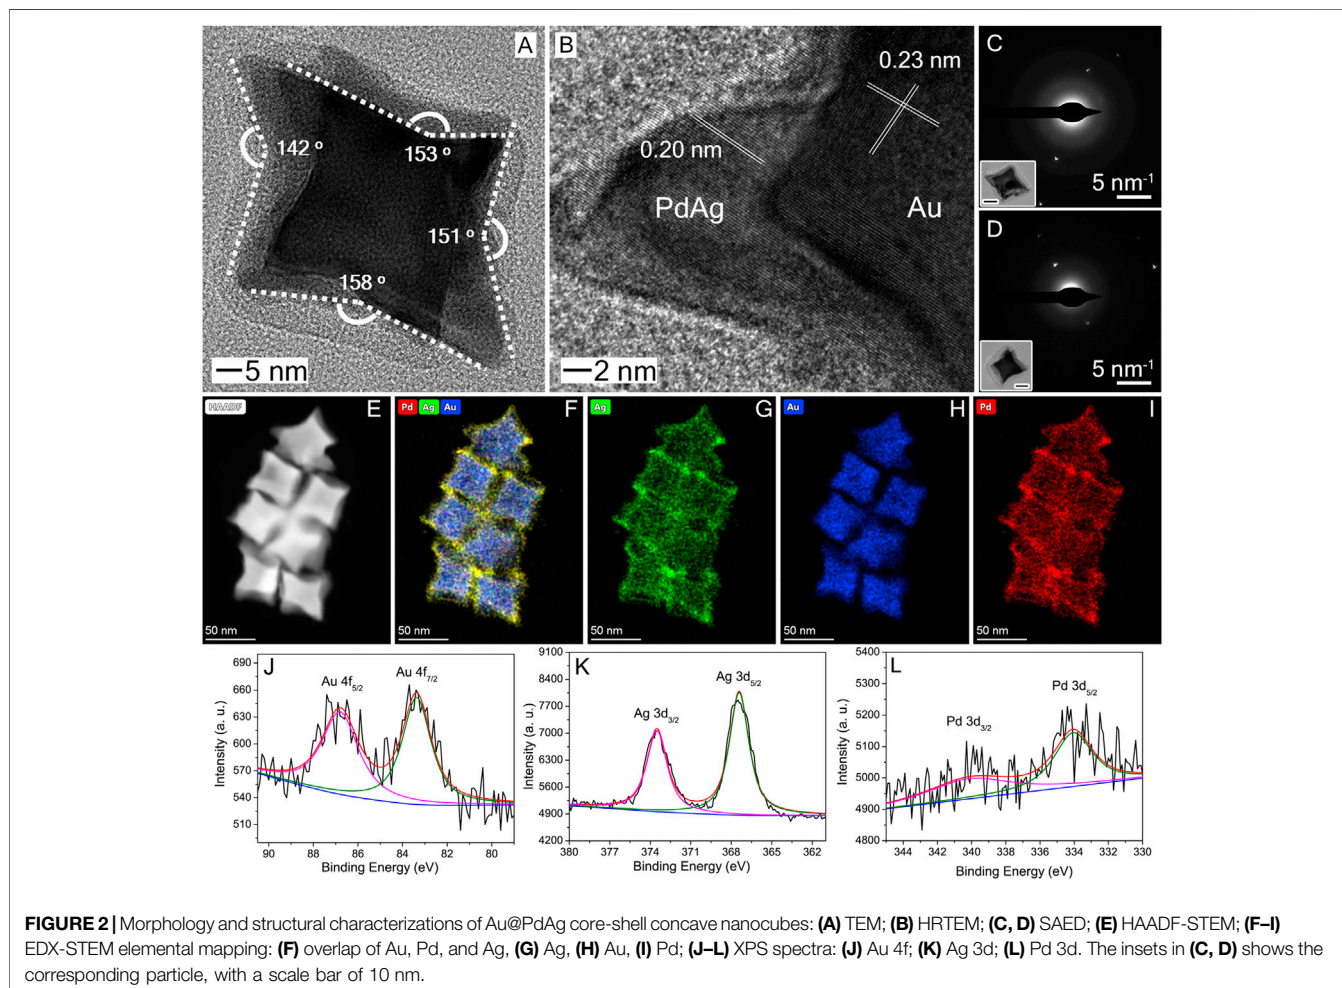 A
142 °
153 °
151 °
158 °
5 nm
B
0.23 nm
0.20 nm
PdAg
Au
2 nm
C
5 nm-1
D
5 nm-1
HAADF
E
50 nm
Pd Ag Au
F
50 nm
Ag
G
50 nm
Au
H
50 nm
Pd
I
50 nm
J
Au 4f5/2
Au 4f7/2
690
660
630
600
570
540
510
Intensity (a. u.)
90 88 86 84 82 80
Binding Energy (eV)
K
Ag 3d3/2
Ag 3d5/2
9100
8400
7700
7000
6300
5600
4900
4200
Intensity (a. u.)
380 377 374 371 368 365 362
Binding Energy (eV)
L
Pd 3d3/2
Pd 3d5/2
5400
5300
5200
5100
5000
4900
4800
Intensity (a. u.)
344 342 340 338 336 334 332 330
Binding Energy (eV)
FIGURE 2 | Morphology and structural characterizations of Au@PdAg core-shell concave nanocubes: (A) TEM; (B) HRTEM; (C, D) SAED; (E) HAADF-STEM; (F–I)
EDX-STEM elemental mapping: (F) overlap of Au, Pd, and Ag, (G) Ag, (H) Au, (I) Pd; (J–L) XPS spectra: (J) Au 4f; (K) Ag 3d; (L) Pd 3d. The insets in (C, D) shows the
corresponding particle, with a scale bar of 10 nm.